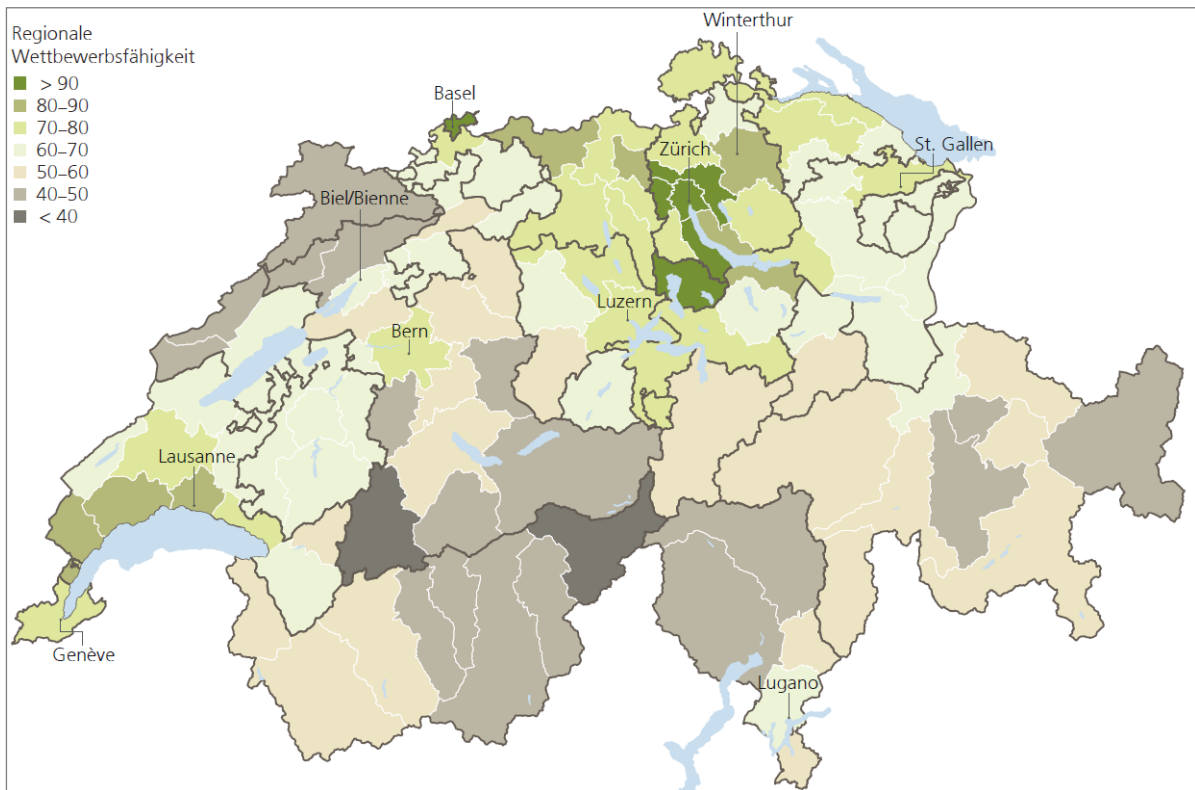 Regionale
Wettbewerbsfähigkeit
> 90
80–90
70–80
60–70
50–60
40–50
< 40
Winterthur
Basel
Zürich
St. Gallen
Biel/Bienne
Luzern
Bern
Lausanne
Genève
Lugano